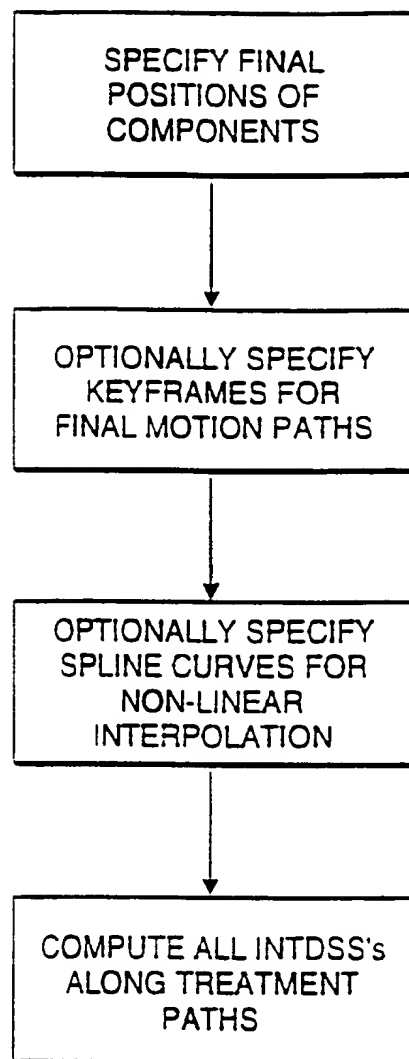 SPECIFY FINAL
POSITIONS OF
COMPONENTS
OPTIONALLY SPECIFY
KEYFRAMES FOR
FINAL MOTION PATHS
OPTIONALLY SPECIFY
SPLINE CURVES FOR
NON-LINEAR
INTERPOLATION
COMPUTE ALL INTDSS's
ALONG TREATMENT
PATHS